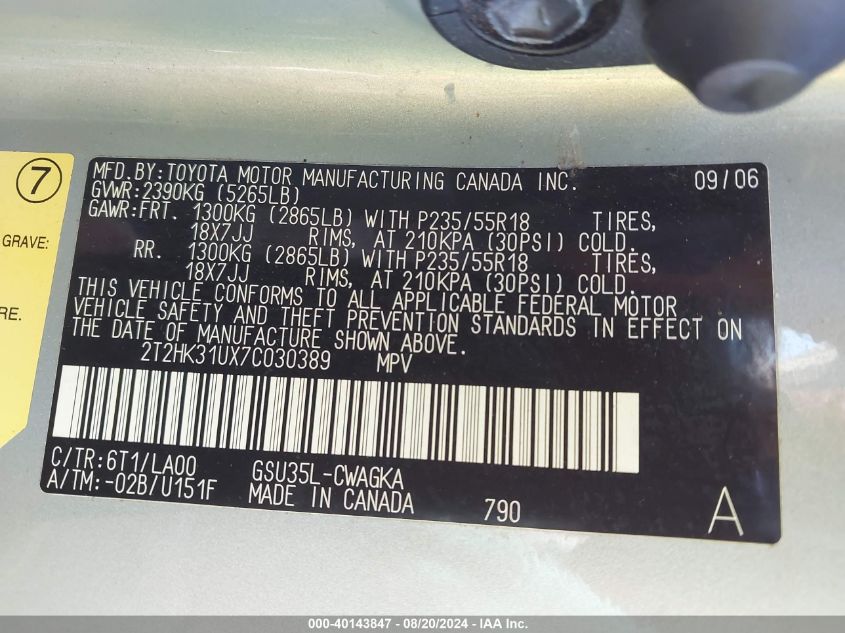 7
GRAVE:
RE.
MFD.BY:TOYOTA MOTOR MANUFACTURING CANADA INC. 09/06
GVWR:2390KG (5265LB)
GAWR:FRT. 1300KG (2865LB) WITH P235/55R18 TIRES,
18X7JJ RIMS, AT 210KPA (30PSI) COLD.
RR. 1300KG (2865LB) WITH P235/55R18 TIRES,
18X7JJ RIMS, AT 210KPA (30PSI) COLD.
THIS VEHICLE CONFORMS TO ALL APPLICABLE FEDERAL MOTOR
VEHICLE SAFETY AND THEFT PREVENTION STANDARDS IN EFFECT ON
THE DATE OF MANUFACTURE SHOWN ABOVE.
2T2HK31UX7C030389 MPV
C/TR:6T1/LA00 GSU35L-CWAGKA
A/TM:-02B/U151F MADE IN CANADA 790 A
000-40143847 - 08/20/2024 - IAA Inc.